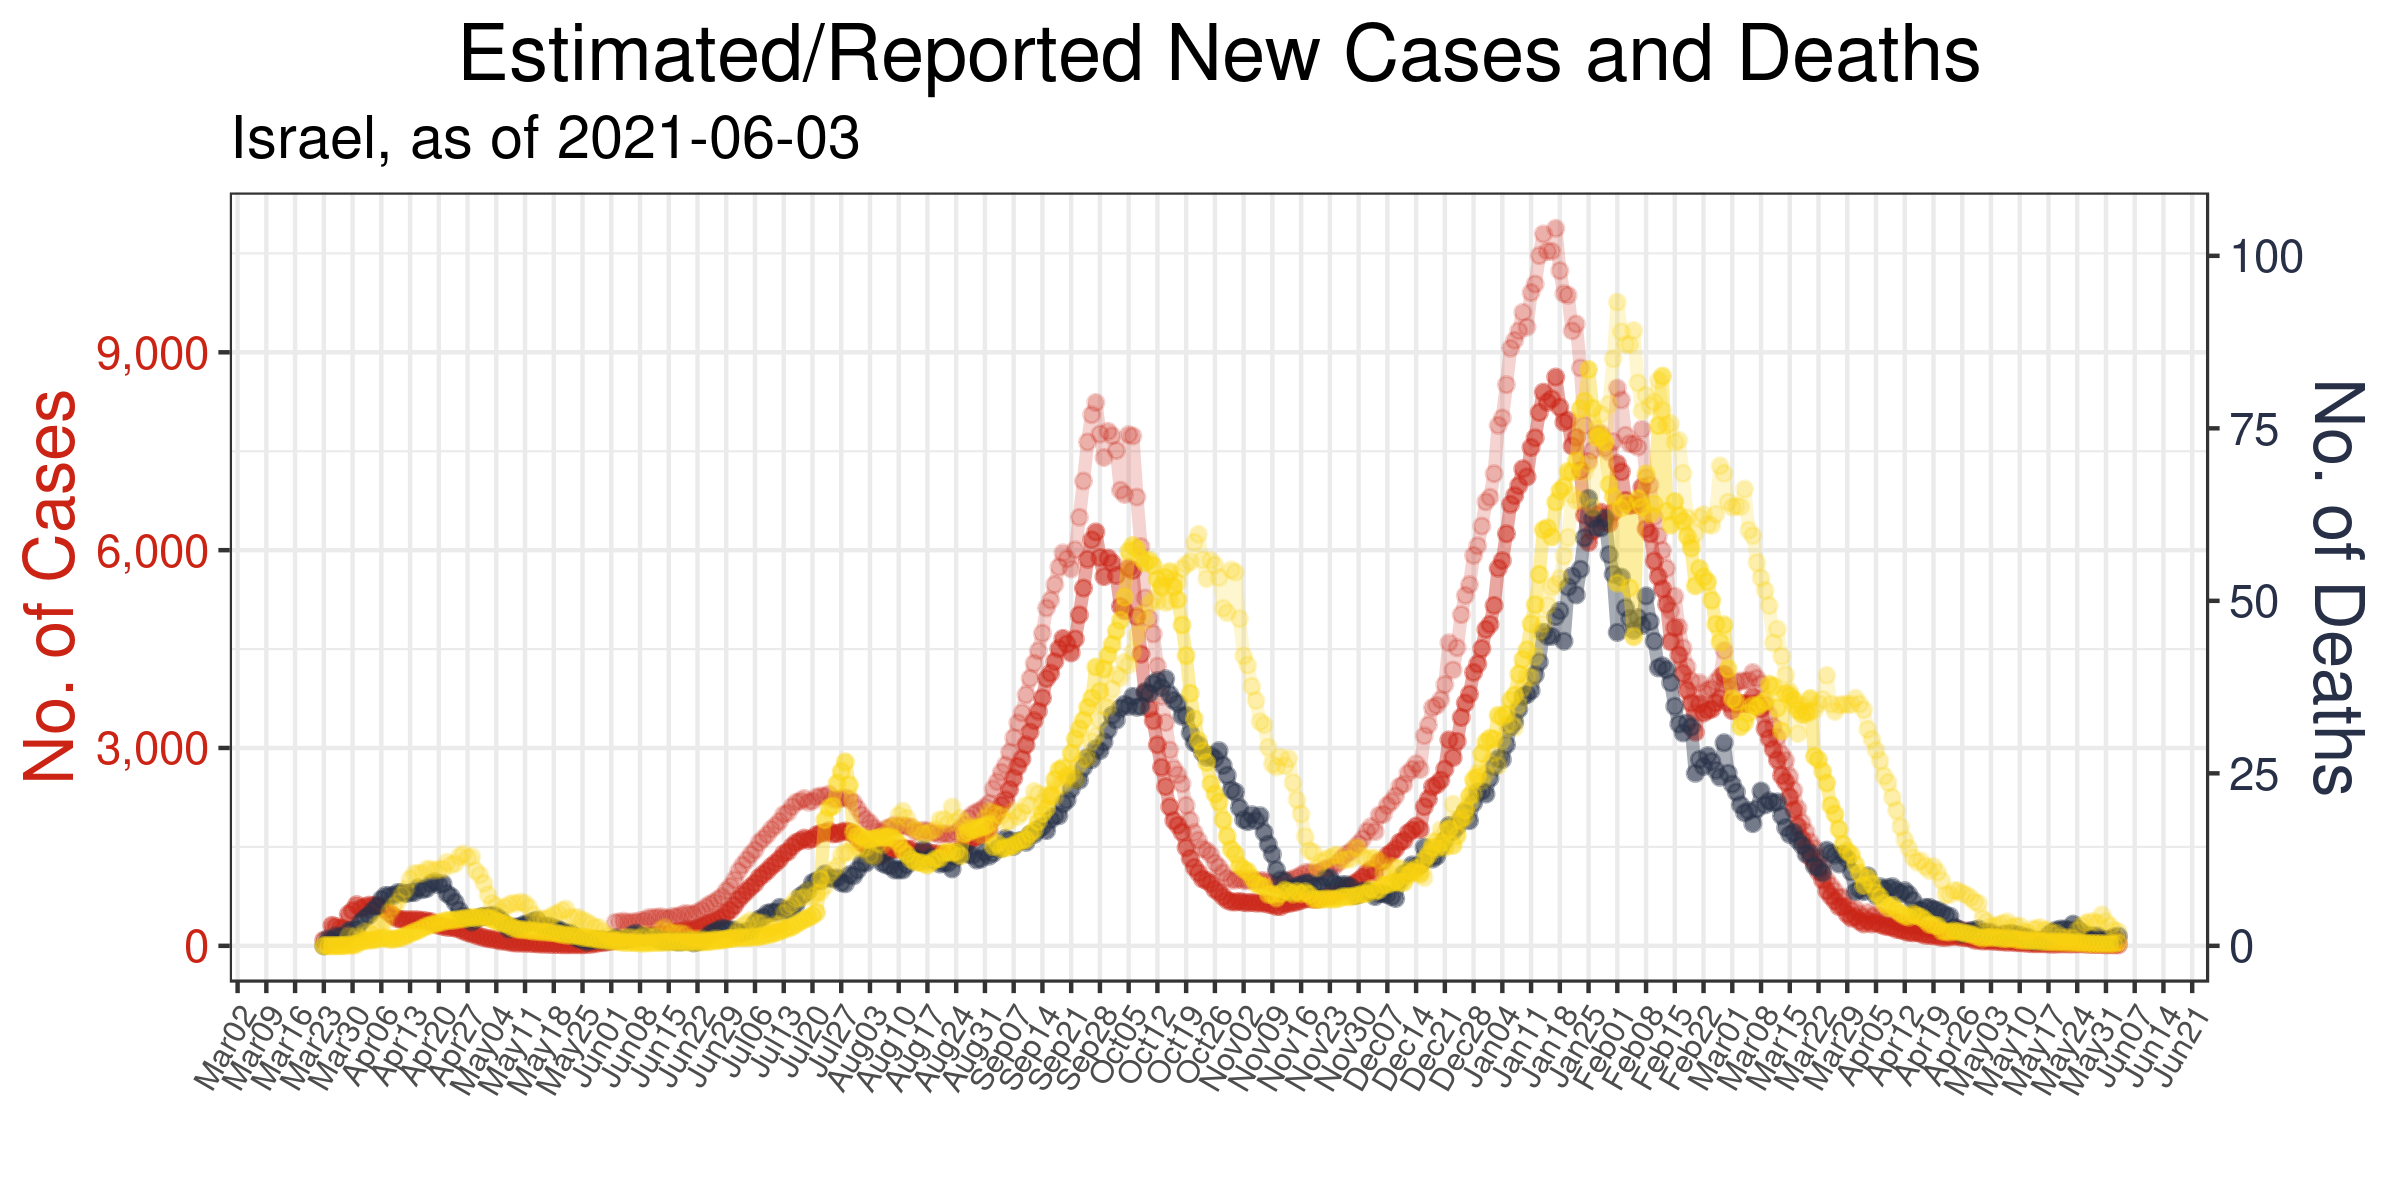 Estimated/Reported New Cases and Deaths
Israel, as of 2021-06-03
No. of Cases
9,000
6,000
3,000
0
100
75
50
25
0
No. of Deaths
Mar02
Mar09
Mar16
Mar23
Mar30
Apr06
Apr13
Apr20
Apr27
May04
May11
May18
May25
Jun01
Jun08
Jun15
Jun22
Jun29
Jul06
Jul13
Jul20
Jul27
Aug03
Aug10
Aug17
Aug24
Aug31
Sep07
Sep14
Sep21
Sep28
Oct05
Oct12
Oct19
Oct26
Nov02
Nov09
Nov16
Nov23
Nov30
Dec07
Dec14
Dec21
Dec28
Jan04
Jan11
Jan18
Jan25
Feb01
Feb08
Feb15
Feb22
Mar01
Mar08
Mar15
Mar22
Mar29
Apr05
Apr12
Apr19
Apr26
May03
May10
May17
May24
May31
Jun07
Jun14
Jun21